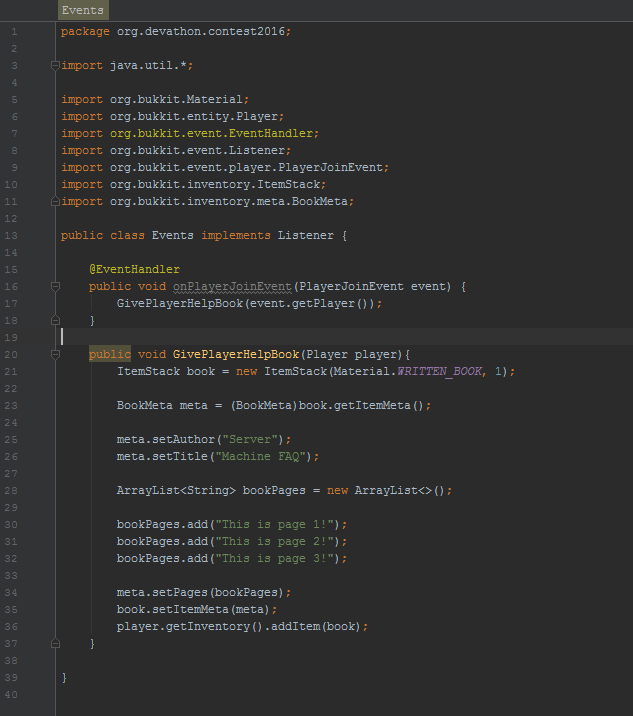 Events
1 package org.devathon.contest2016;
2
3 import java.util.*;
4
5 import org.bukkit.Material;
6 import org.bukkit.entity.Player;
7 import org.bukkit.event.EventHandler;
8 import org.bukkit.event.Listener;
9 import org.bukkit.event.player.PlayerJoinEvent;
10 import org.bukkit.inventory.ItemStack;
11 import org.bukkit.inventory.meta.BookMeta;
12
13 public class Events implements Listener {
14
15     @EventHandler
16     public void onPlayerJoinEvent(PlayerJoinEvent event) {
17         GivePlayerHelpBook(event.getPlayer());
18     }
19
20     public void GivePlayerHelpBook(Player player){
21         ItemStack book = new ItemStack(Material.WRITTEN_BOOK, 1);
22
23         BookMeta meta = (BookMeta)book.getItemMeta();
24
25         meta.setAuthor("Server");
26         meta.setTitle("Machine FAQ");
27
28         ArrayList<String> bookPages = new ArrayList<>();
29
30         bookPages.add("This is page 1!");
31         bookPages.add("This is page 2!");
32         bookPages.add("This is page 3!");
33
34         meta.setPages(bookPages);
35         book.setItemMeta(meta);
36         player.getInventory().addItem(book);
37     }
38
39 }
40